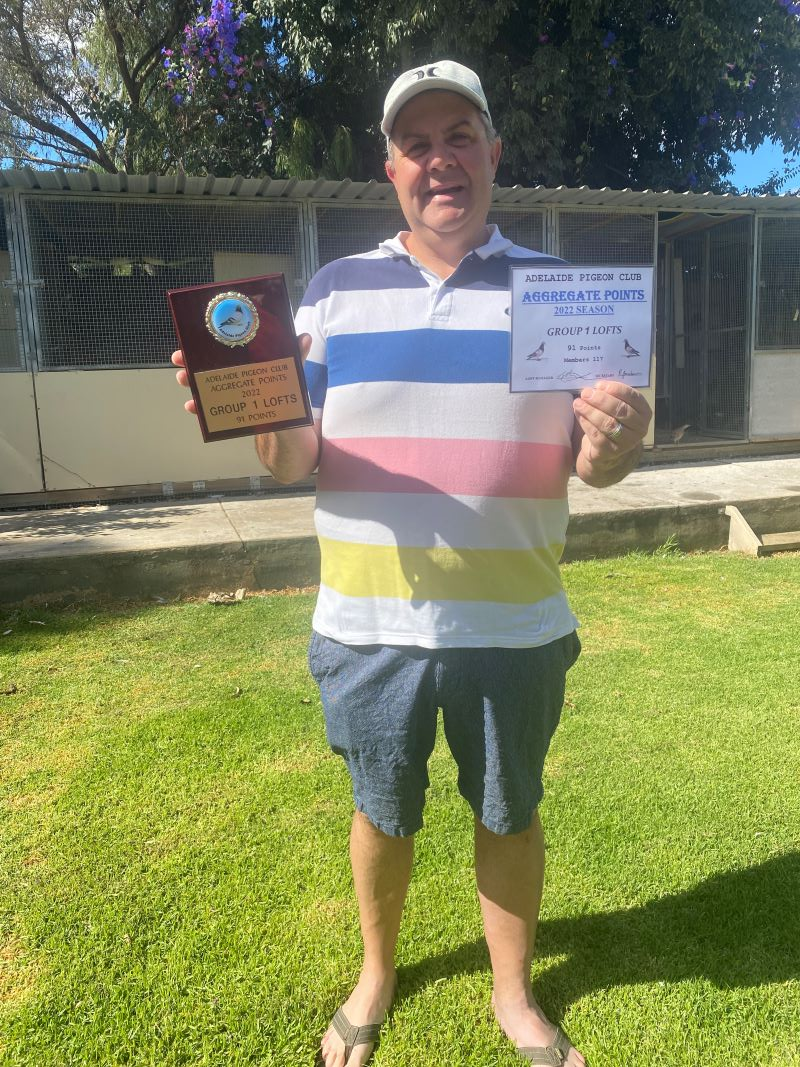 ADELAIDE PIGEON CLUB
AGGREGATE POINTS
2022
GROUP 1 LOFTS
91 POINTS
ADELAIDE PIGEON CLUB
AGGREGATE POINTS
2022 SEASON
GROUP 1 LOFTS
91 Points
Members 117
SECRETARY